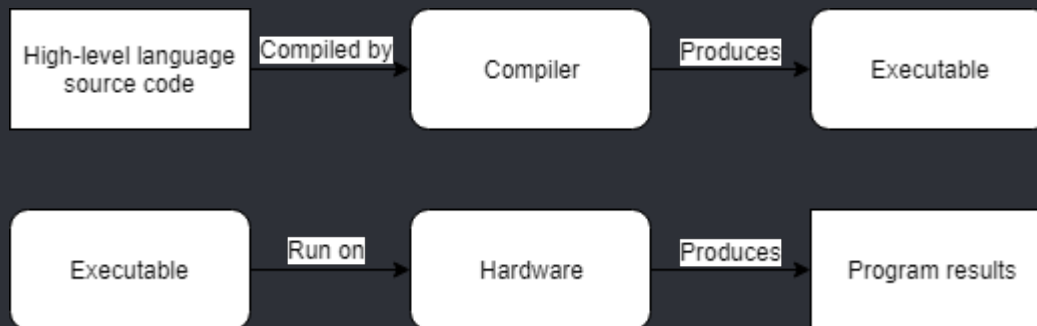 High-level language
source code
Compiled by
Compiler
Produces
Executable
Executable
Run on
Hardware
Produces
Program results